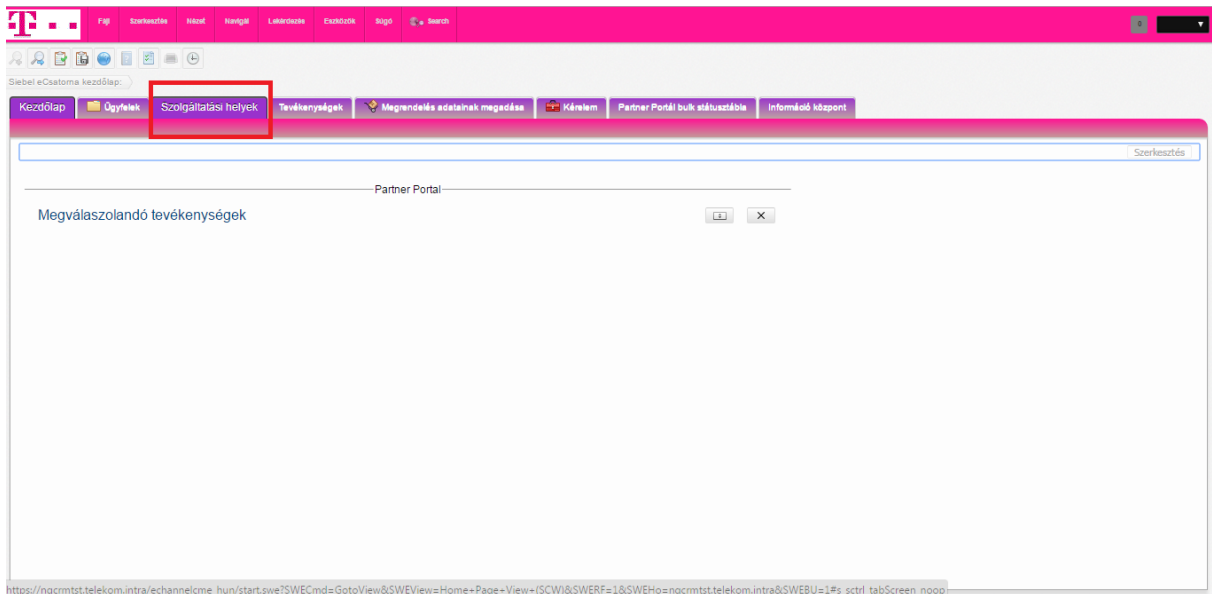 T
Fájl Szerkesztés Nézet Navigál Lekérdezés Eszközök Súgó Search
Siebel eCsatorna kezdőlap:
Kezdőlap Ügyfelek Szolgáltatási helyek Tevékenységek Megrendelés adatainak megadása Kérelem Partner Portál bulk státusztábla Információ központ
Szerkesztés
Partner Portal
Megválaszolandó tevékenységek
https://ngcrmtst.telekom.intra/echannelcme_hun/start.swe?SWECmd=GotoView&SWEView=Home+Page+View+(SCW)&SWERF=1&SWEHo=ngcrmtst.telekom.intra&SWEBU=1#s_sctrl_tabScreen_noop